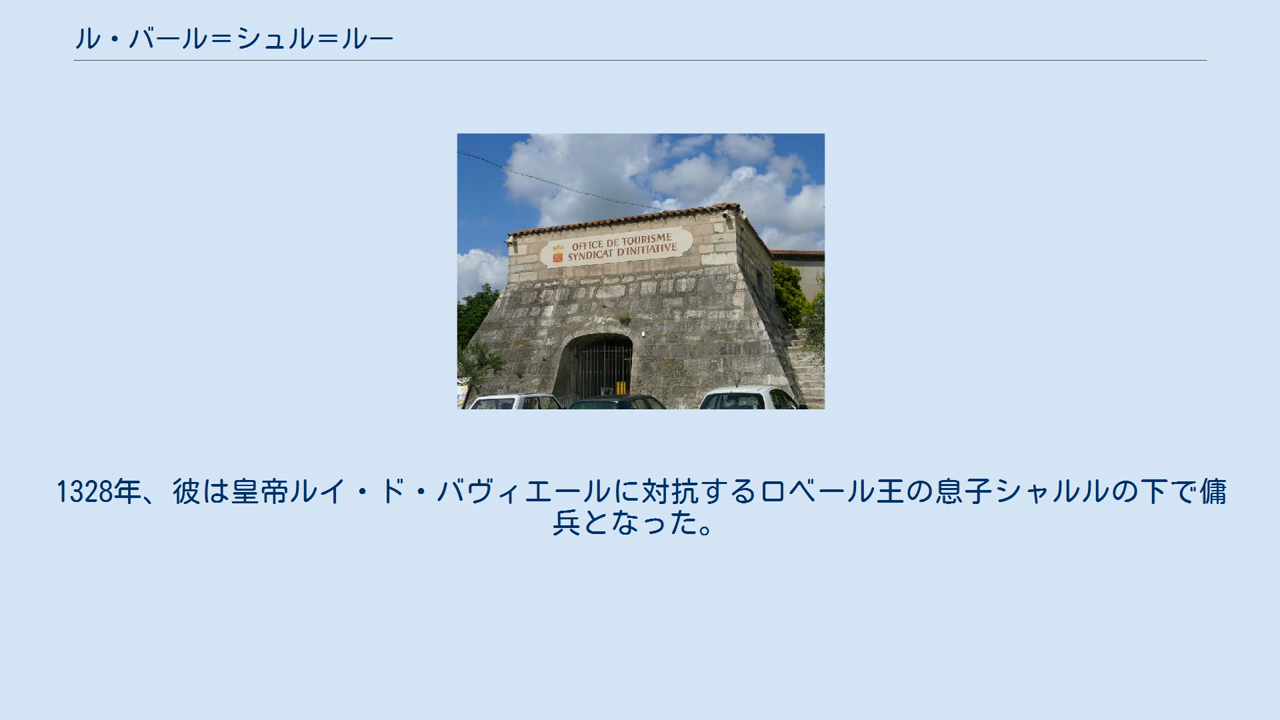 ル・バール＝シュル＝ルー
OFFICE DE TOURISME
SYNDICAT D'INITIATIVE
1328年、彼は皇帝ルイ・ド・バヴィエールに対抗するロベール王の息子シャルルの下で傭
兵となった。